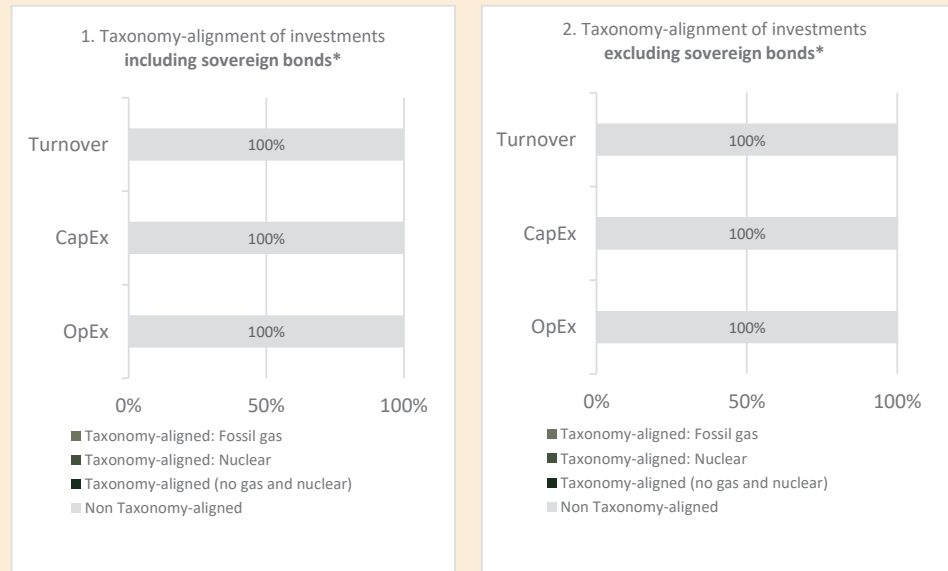 1. Taxonomy-alignment of investments
including sovereign bonds*
Turnover
100%
CapEx
100%
OpEx
100%
0%
50%
100%
Taxonomy-aligned: Fossil gas
Taxonomy-aligned: Nuclear
Taxonomy-aligned (no gas and nuclear)
Non Taxonomy-aligned
2. Taxonomy-alignment of investments
excluding sovereign bonds*
Turnover
100%
CapEx
100%
OpEx
100%
0%
50%
100%
Taxonomy-aligned: Fossil gas
Taxonomy-aligned: Nuclear
Taxonomy-aligned (no gas and nuclear)
Non Taxonomy-aligned